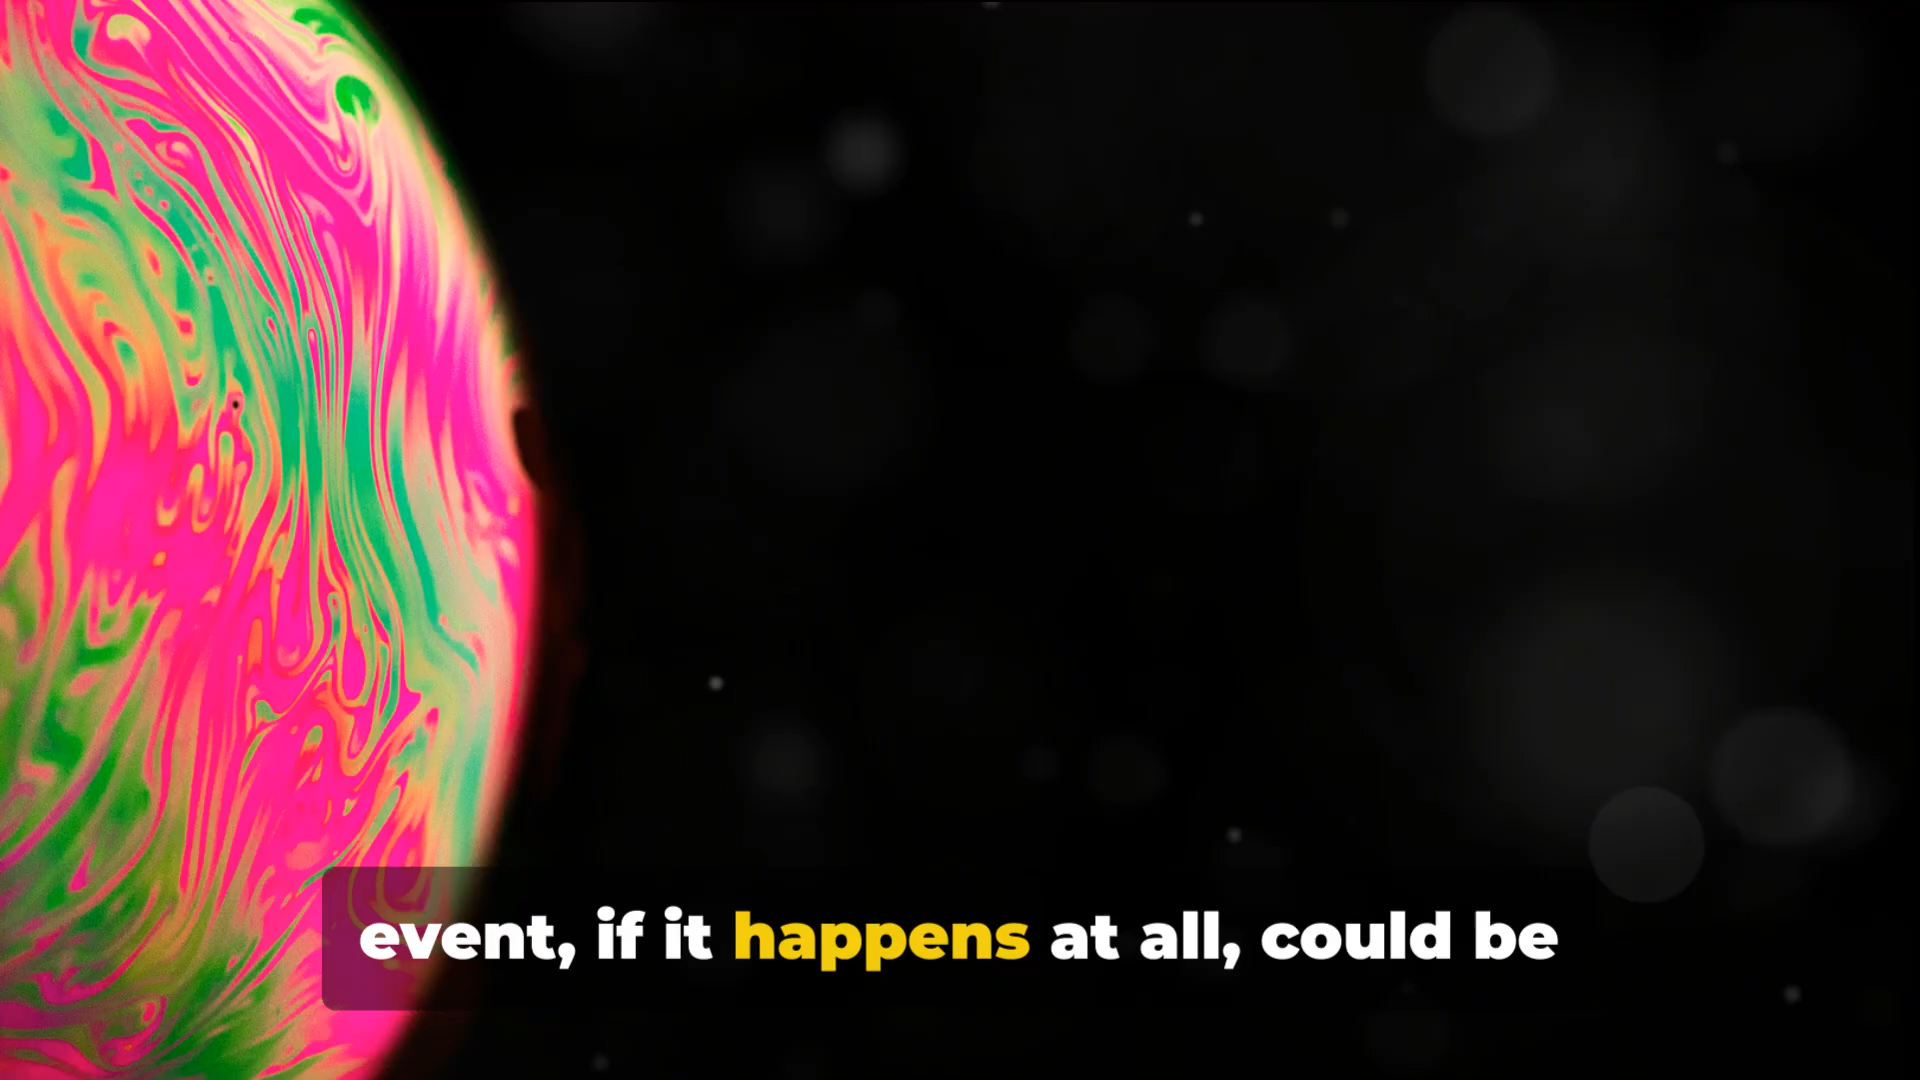 event, if it happens at all, could be